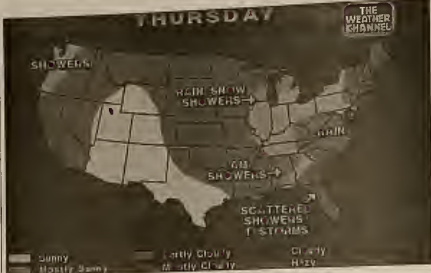 THURSDAY
THE
WEATHER
CHANNEL
SHOWERS
RAIN SNOW
SHOWERS
RAIN
AM
SHOWERS
SCATTERED
SHOWERS
T-STORMS
Sunny
Partly Cloudy
Cloudy
Mostly Sunny
Mostly Cloudy
Hazy